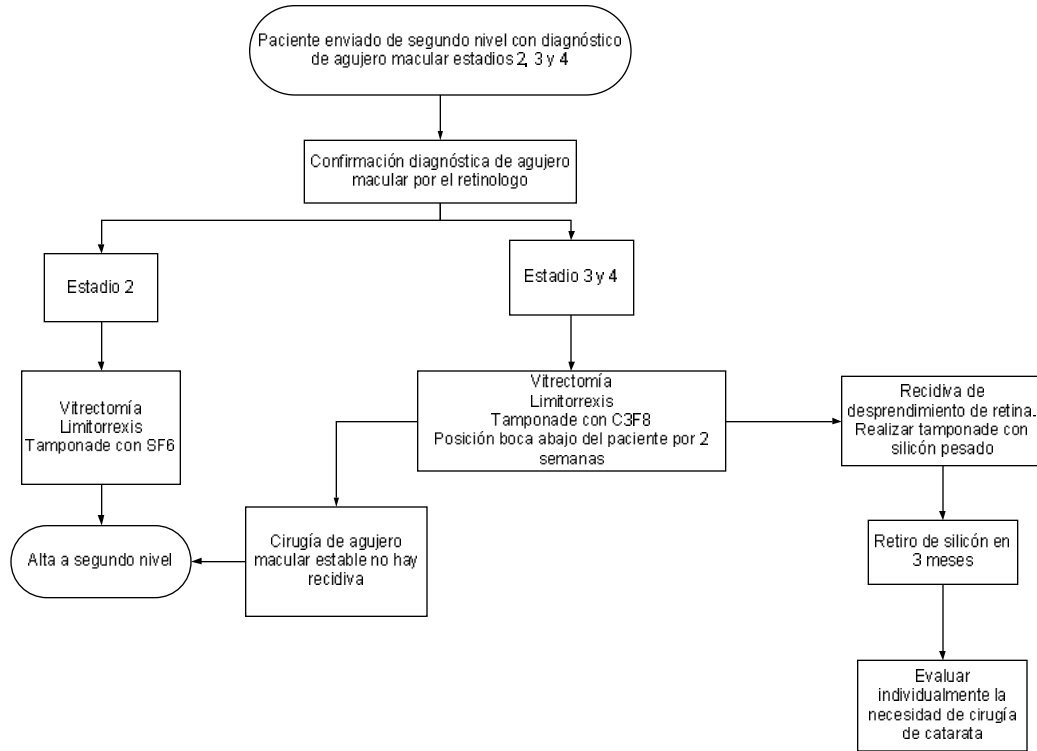 Paciente enviado de segundo nivel con diagnóstico
de agujero macular estadios 2, 3 y 4
Confirmación diagnóstica de agujero
macular por el retinologo
Estadio 2
Estadio 3 y 4
Vitrectomía
Limitorrexis
Tamponade con SF6
Vitrectomía
Limitorrexis
Tamponade con C3F8
Posición boca abajo del paciente por 2
semanas
Recidiva de
desprendimiento de retina.
Realizar tamponade con
silicón pesado
Alta a segundo nivel
Cirugía de agujero
macular estable no hay
recidiva
Retiro de silicón en
3 meses
Evaluar
individualmente la
necesidad de cirugía
de catarata